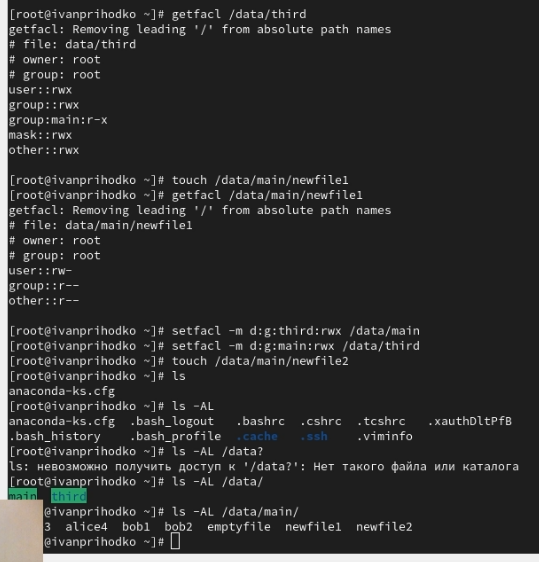 [root@ivanprihodko ~]# getfacl /data/third
getfacl: Removing leading '/' from absolute path names
# file: data/third
# owner: root
# group: root
user::rwx
group::rwx
group:main:r-x
mask::rwx
other::rwx
[root@ivanprihodko ~]# touch /data/main/newfile1
[root@ivanprihodko ~]# getfacl /data/main/newfile1
getfacl: Removing leading '/' from absolute path names
# file: data/main/newfile1
# owner: root
# group: root
user::rw-
group::r--
other::r--
[root@ivanprihodko ~]# setfacl -m d:g:third:rwx /data/main
[root@ivanprihodko ~]# setfacl -m d:g:main:rwx /data/third
[root@ivanprihodko ~]# touch /data/main/newfile2
[root@ivanprihodko ~]# ls
anaconda-ks.cfg
[root@ivanprihodko ~]# ls -AL
anaconda-ks.cfg .bash_logout .bashrc .cshrc .tcshrc .xauthDltPfB
.bash_history .bash_profile .cache .ssh .viminfo
[root@ivanprihodko ~]# ls -AL /data?
ls: невозможно получить доступ к '/data?': Нет такого файла или каталога
[root@ivanprihodko ~]# ls -AL /data/
main third
@ivanprihodko ~]# ls -AL /data/main/
3 alice4 bob1 bob2 emptyfile newfile1 newfile2
@ivanprihodko ~]#